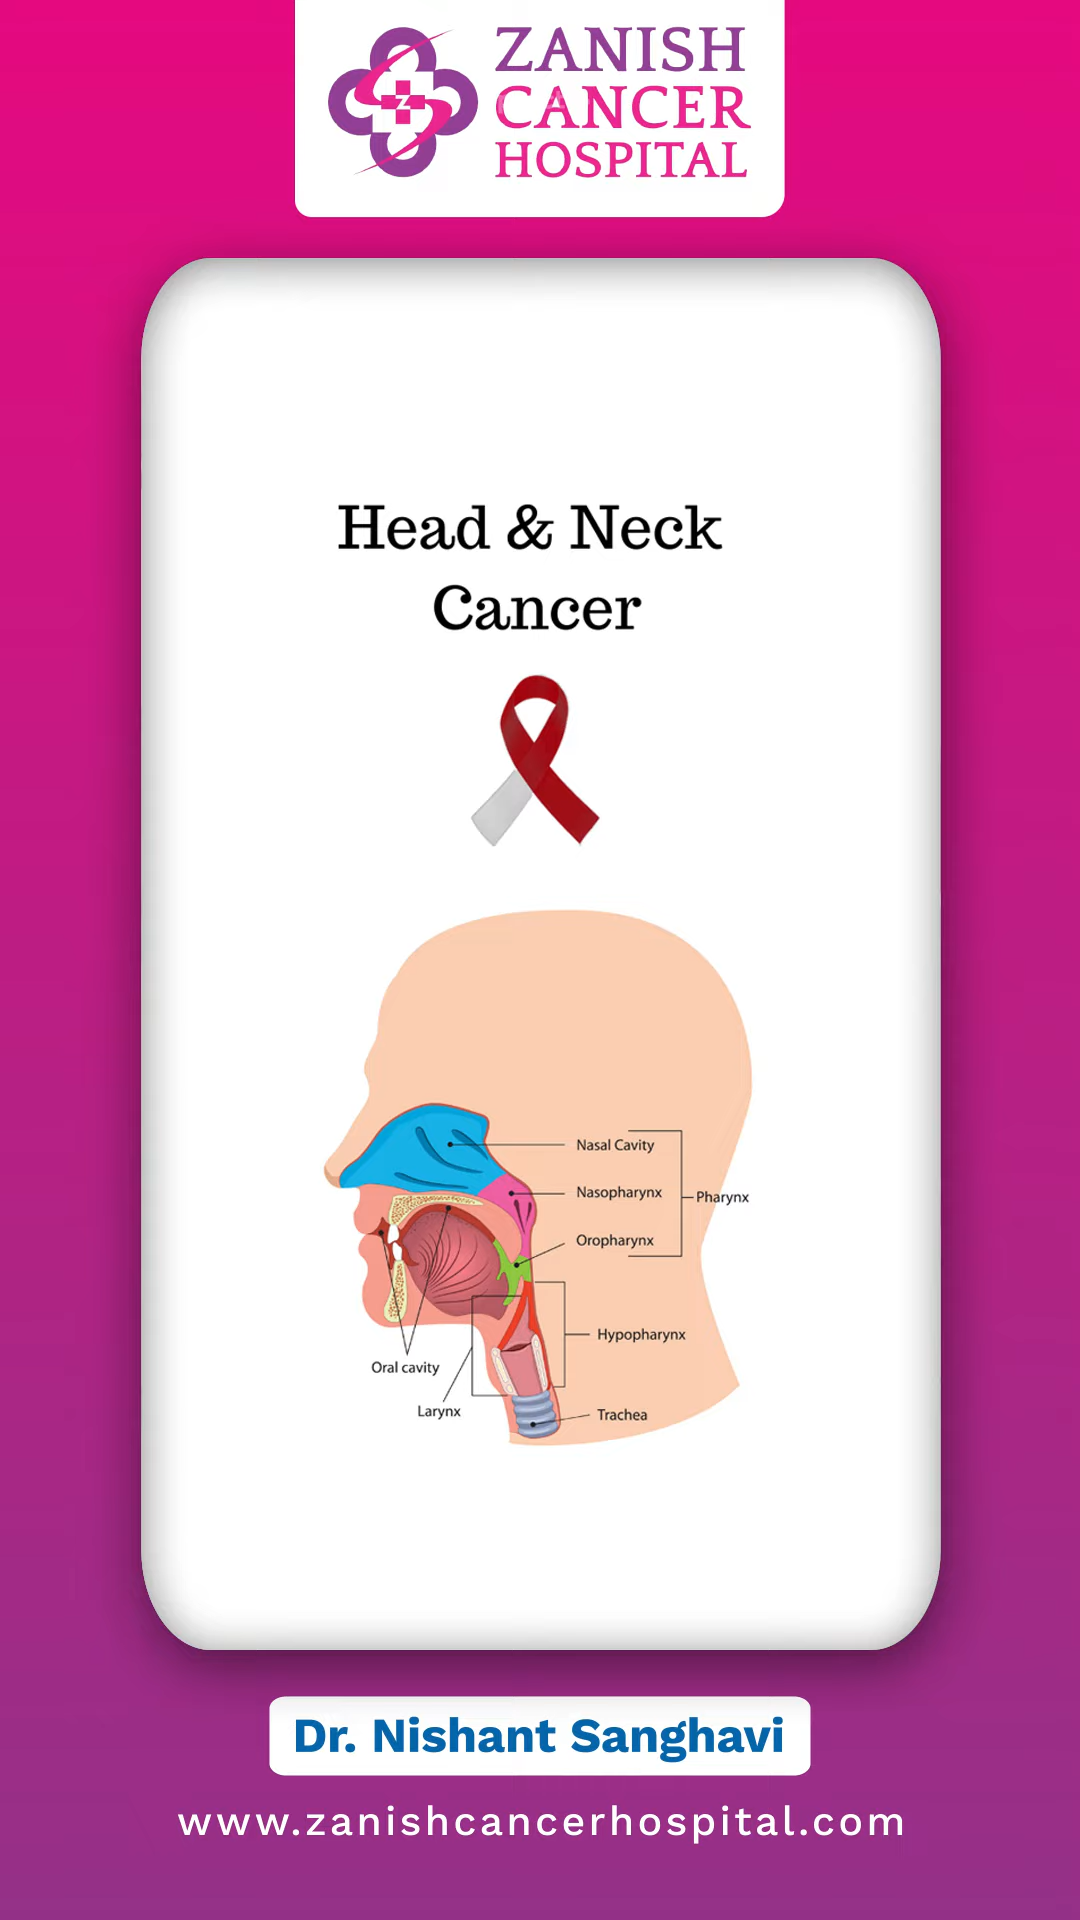 ZANISH
CANCER
HOSPITAL
Head & Neck
Cancer
Nasal Cavity
Nasopharynx
Pharynx
Oropharynx
Hypopharynx
Oral cavity
Larynx
Trachea
Dr. Nishant Sanghavi
www.zanishcancerhospital.com